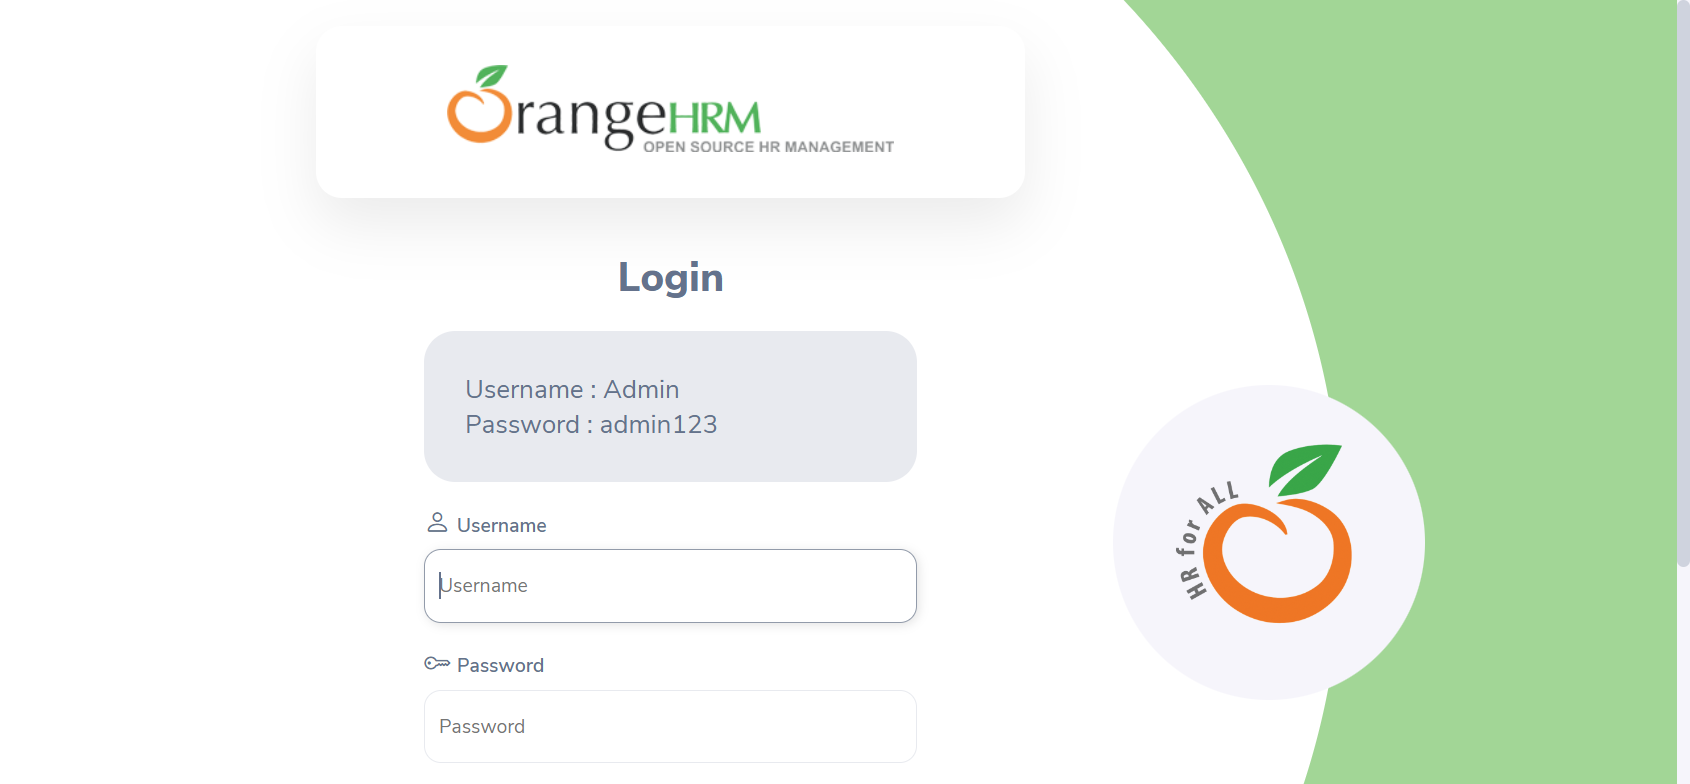 OrangeHRM
OPEN SOURCE HR MANAGEMENT
Login
Username : Admin
Password : admin123
Username
Username
Password
Password
HR for ALL